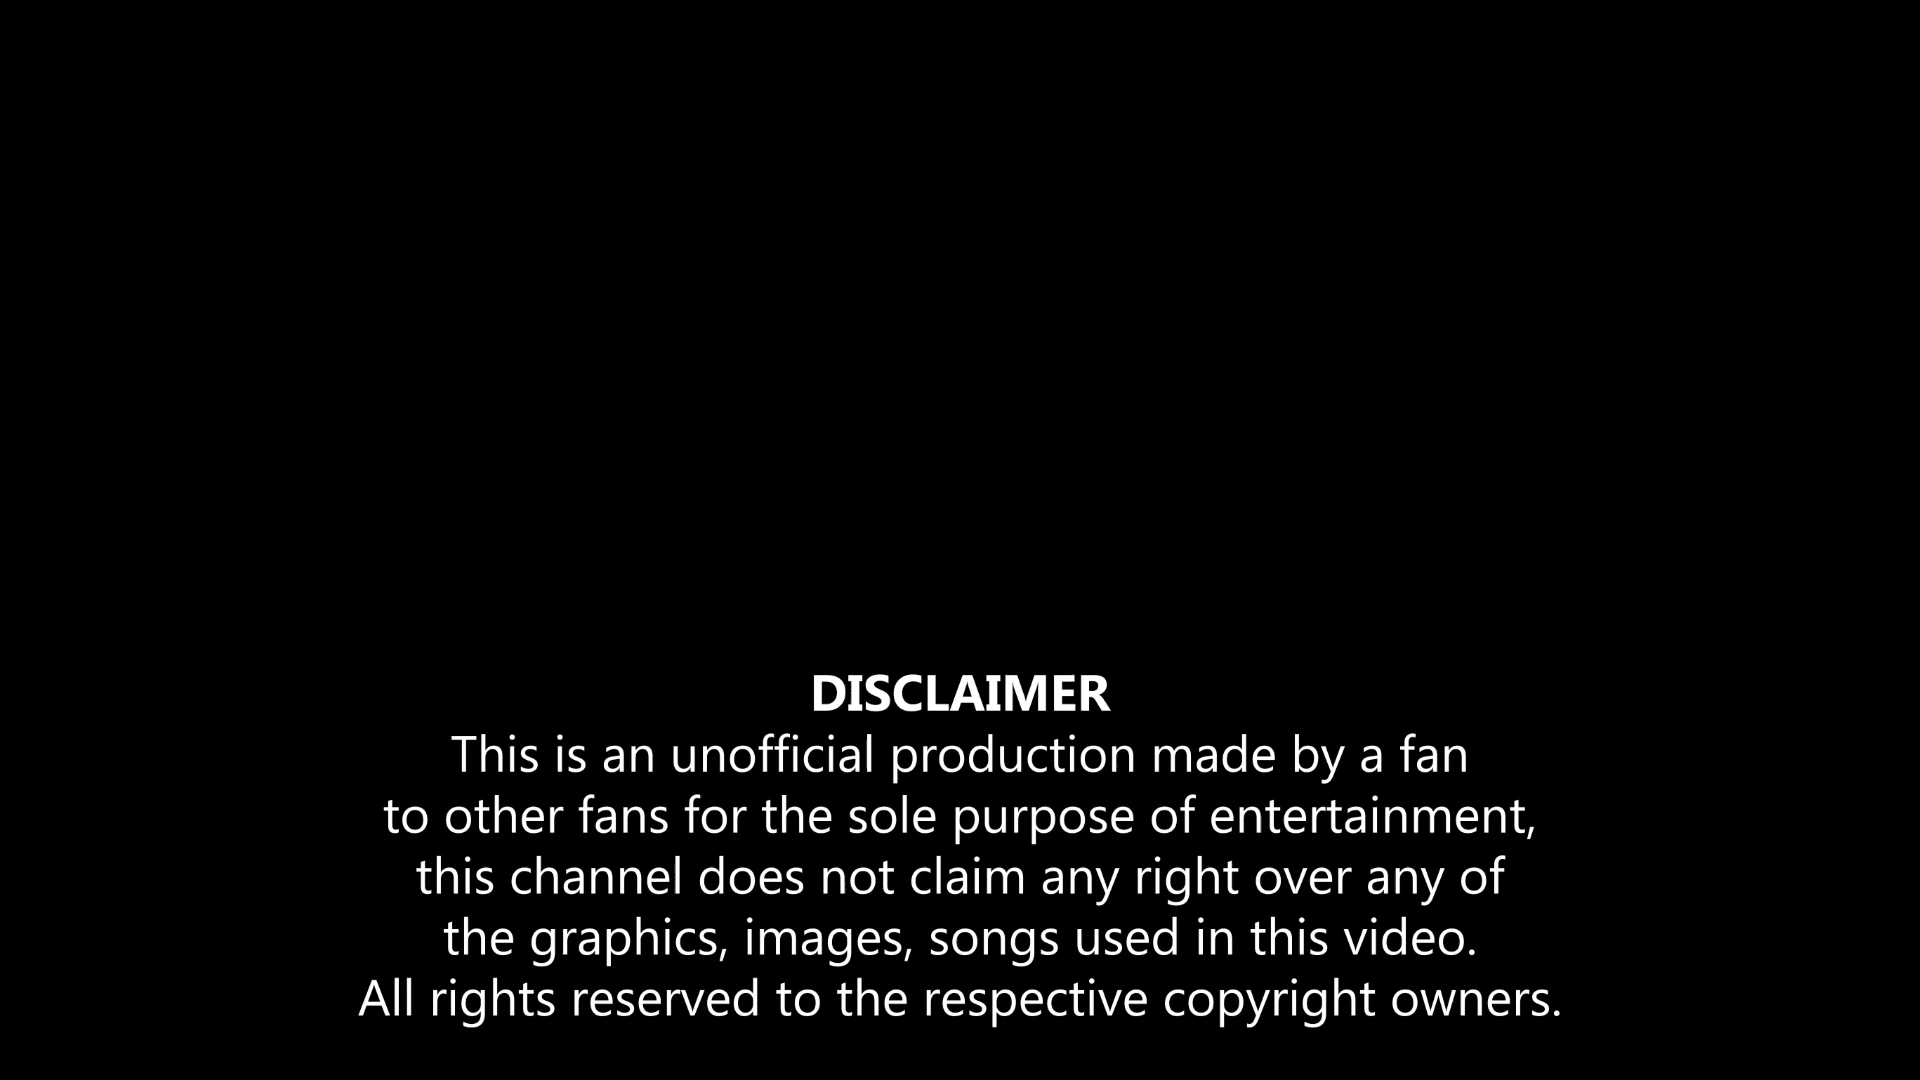 DISCLAIMER
This is an unofficial production made by a fan
to other fans for the sole purpose of entertainment,
this channel does not claim any right over any of
the graphics, images, songs used in this video.
All rights reserved to the respective copyright owners.